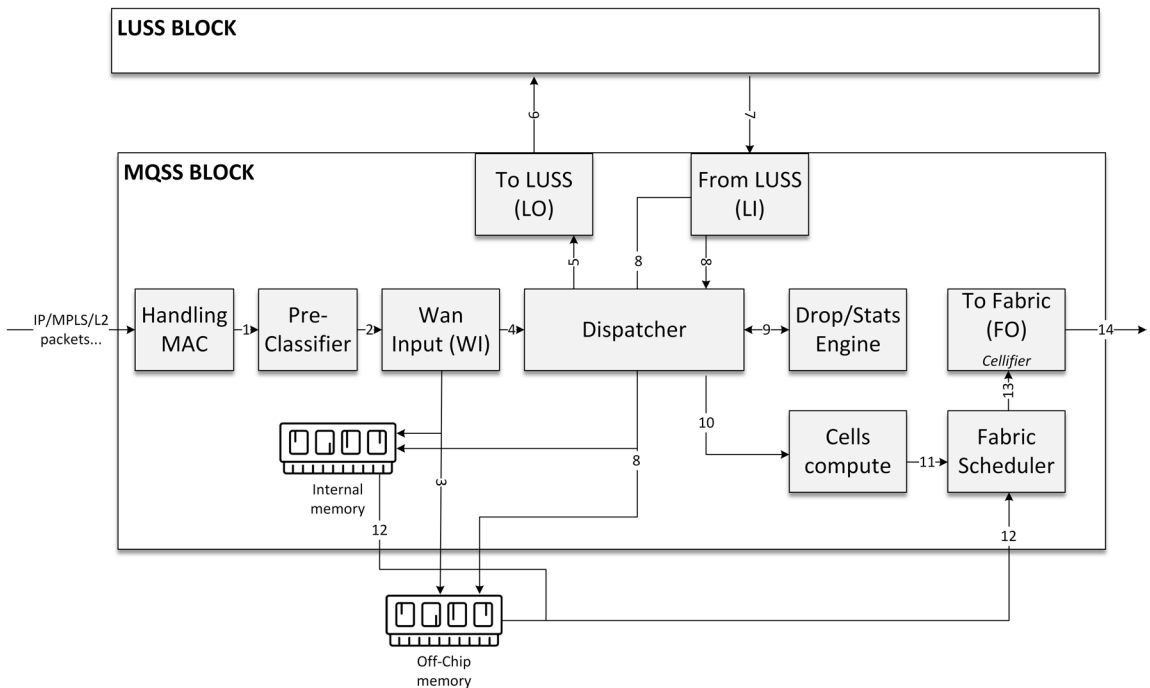 LUSS BLOCK
6
7
MQSS BLOCK
To LUSS
(LO)
From LUSS
(LI)
5
8
8
IP/MPLS/L2
packets...
Handling
MAC
1
Pre-
Classifier
2
Wan
Input (WI)
4
Dispatcher
9
Drop/Stats
Engine
To Fabric
(FO)
Cellifier
14
13
10
Cells
compute
11
Fabric
Scheduler
8
3
Internal
memory
12
12
Off-Chip
memory